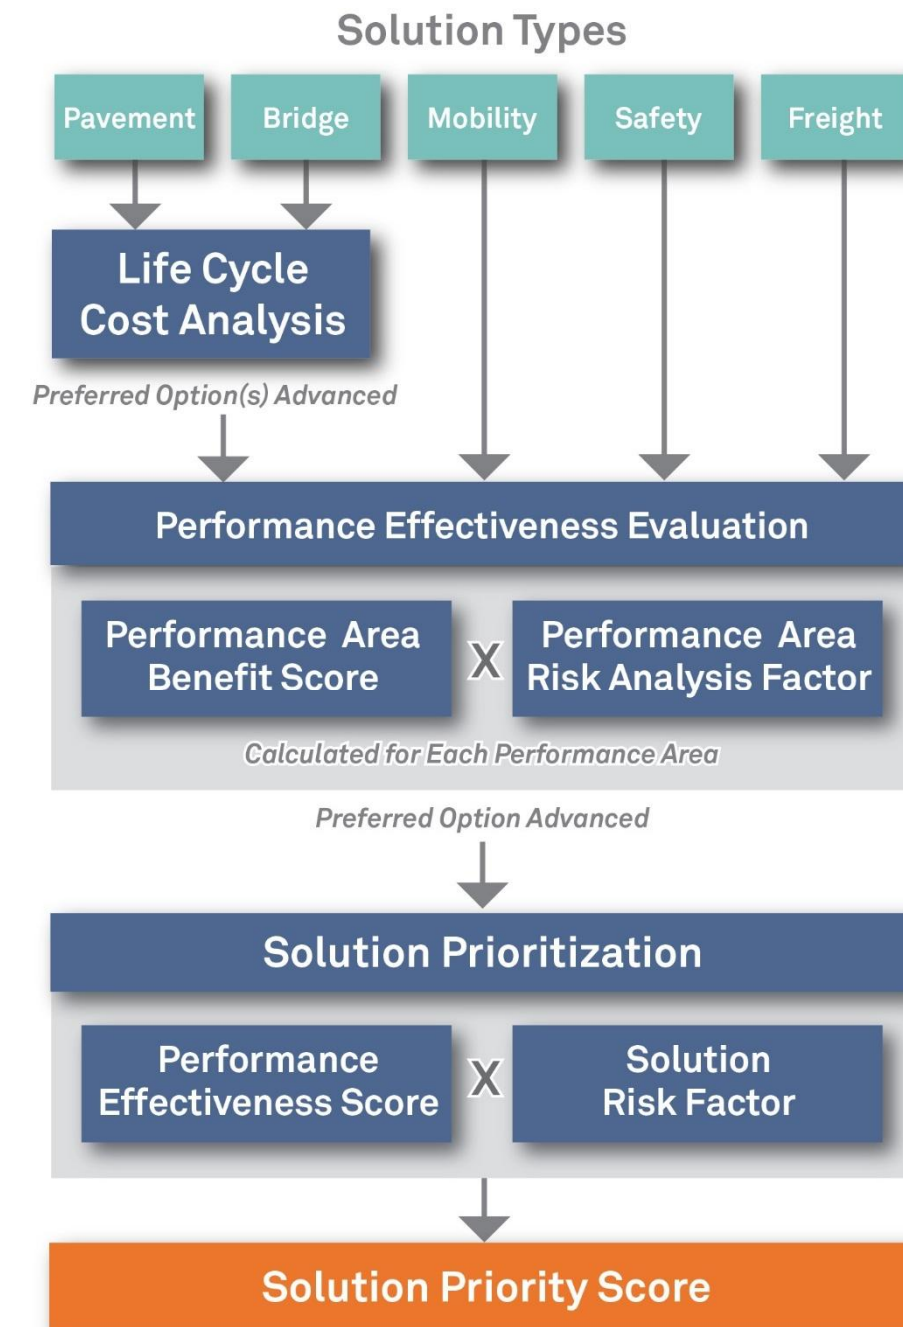 Solution Types
Pavement
Bridge
Mobility
Safety
Freight
Life Cycle
Cost Analysis
Preferred Option(s) Advanced
Performance Effectiveness Evaluation
Performance Area
Benefit Score
X
Performance Area
Risk Analysis Factor
Calculated for Each Performance Area
Preferred Option Advanced
Solution Prioritization
Performance
Effectiveness Score
X
Solution
Risk Factor
Solution Priority Score